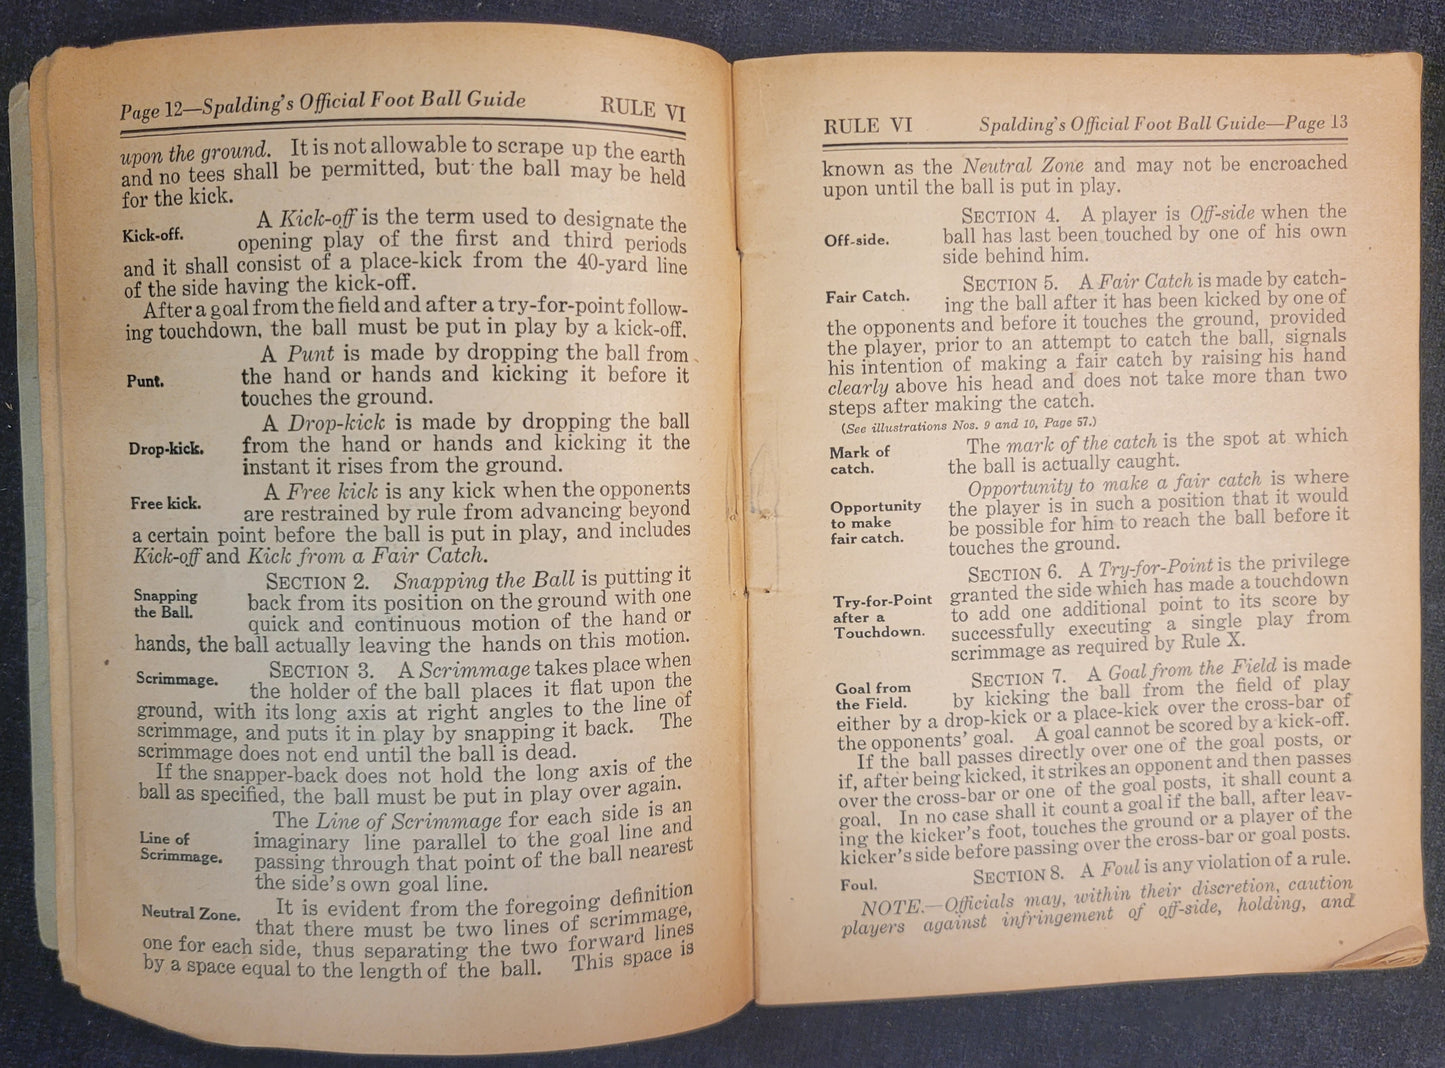 Page 12—Spalding's Official Foot Ball Guide RULE VI
upon the ground. It is not allowable to scrape up the earth
and no tees shall be permitted, but the ball may be held
for the kick.
A Kick-off is the term used to designate the
Kick-off. opening play of the first and third periods
and it shall consist of a place-kick from the 40-yard line
of the side having the kick-off.
After a goal from the field and after a try-for-point follow-
ing touchdown, the ball must be put in play by a kick-off.
A Punt is made by dropping the ball from
Punt. the hand or hands and kicking it before it
touches the ground.
A Drop-kick is made by dropping the ball
Drop-kick. from the hand or hands and kicking it the
instant it rises from the ground.
A Free kick is any kick when the opponents
Free kick. are restrained by rule from advancing beyond
a certain point before the ball is put in play, and includes
Kick-off and Kick from a Fair Catch.
SECTION 2. Snapping the Ball is putting it
Snapping back from its position on the ground with one
the Ball. quick and continuous motion of the hand or
hands, the ball actually leaving the hands on this motion.
SECTION 3. A Scrimmage takes place when
Scrimmage. the holder of the ball places it flat upon the
ground, with its long axis at right angles to the line of
scrimmage, and puts it in play by snapping it back. The
scrimmage does not end until the ball is dead.
If the snapper-back does not hold the long axis of the
ball as specified, the ball must be put in play over again.
The Line of Scrimmage for each side is an
Line of imaginary line parallel to the goal line and
Scrimmage. passing through that point of the ball nearest
the side's own goal line.
It is evident from the foregoing definition
Neutral Zone. that there must be two lines of scrimmage,
one for each side, thus separating the two forward lines
by a space equal to the length of the ball. This space is
RULE VI Spalding's Official Foot Ball Guide—Page 13
known as the Neutral Zone and may not be encroached
upon until the ball is put in play.
SECTION 4. A player is Off-side when the
Off-side. ball has last been touched by one of his own
side behind him.
SECTION 5. A Fair Catch is made by catch-
Fair Catch. ing the ball after it has been kicked by one of
the opponents and before it touches the ground, provided
the player, prior to an attempt to catch the ball, signals
his intention of making a fair catch by raising his hand
clearly above his head and does not take more than two
steps after making the catch.
(See illustrations Nos. 9 and 10, Page 57.)
Mark of The mark of the catch is the spot at which
catch. the ball is actually caught.
Opportunity to make a fair catch is where
Opportunity the player is in such a position that it would
to make be possible for him to reach the ball before it
fair catch. touches the ground.
SECTION 6. A Try-for-Point is the privilege
Try-for-Point granted the side which has made a touchdown
after a to add one additional point to its score by
Touchdown. successfully executing a single play from
scrimmage as required by Rule X.
Goal from SECTION 7. A Goal from the Field is made
the Field. by kicking the ball from the field of play
either by a drop-kick or a place-kick over the cross-bar of
the opponents' goal. A goal cannot be scored by a kick-off.
If the ball passes directly over one of the goal posts, or
if, after being kicked, it strikes an opponent and then passes
over the cross-bar or one of the goal posts, it shall count a
goal. In no case shall it count a goal if the ball, after leav-
ing the kicker's foot, touches the ground or a player of the
kicker's side before passing over the cross-bar or goal posts.
Foul. SECTION 8. A Foul is any violation of a rule.
NOTE.—Officials may, within their discretion, caution
players against infringement of off-side, holding, and